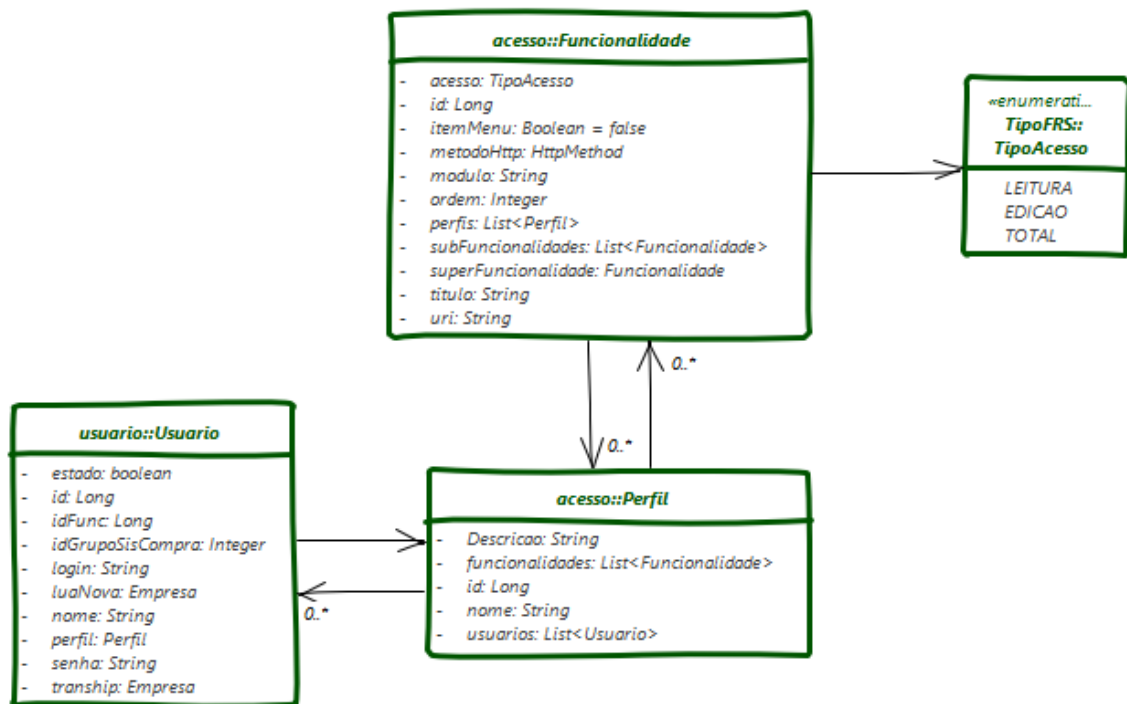 acesso::Funcionalidade
- acesso: TipoAcesso
- id: Long
- itemMenu: Boolean = false
- metodoHttp: HttpMethod
- modulo: String
- ordem: Integer
- perfis: List<Perfil>
- subFuncionalidades: List<Funcionalidade>
- superFuncionalidade: Funcionalidade
- titulo: String
- uri: String
«enumerati...
TipoFRS::
TipoAcesso
LEITURA
EDICAO
TOTAL
0..*
0..*
usuario::Usuario
- estado: boolean
- id: Long
- idFunc: Long
- idGrupoSisCompra: Integer
- login: String
- luaNova: Empresa
- nome: String
- perfil: Perfil
- senha: String
- tranship: Empresa
0..*
acesso::Perfil
- Descricao: String
- funcionalidades: List<Funcionalidade>
- id: Long
- nome: String
- usuarios: List<Usuario>